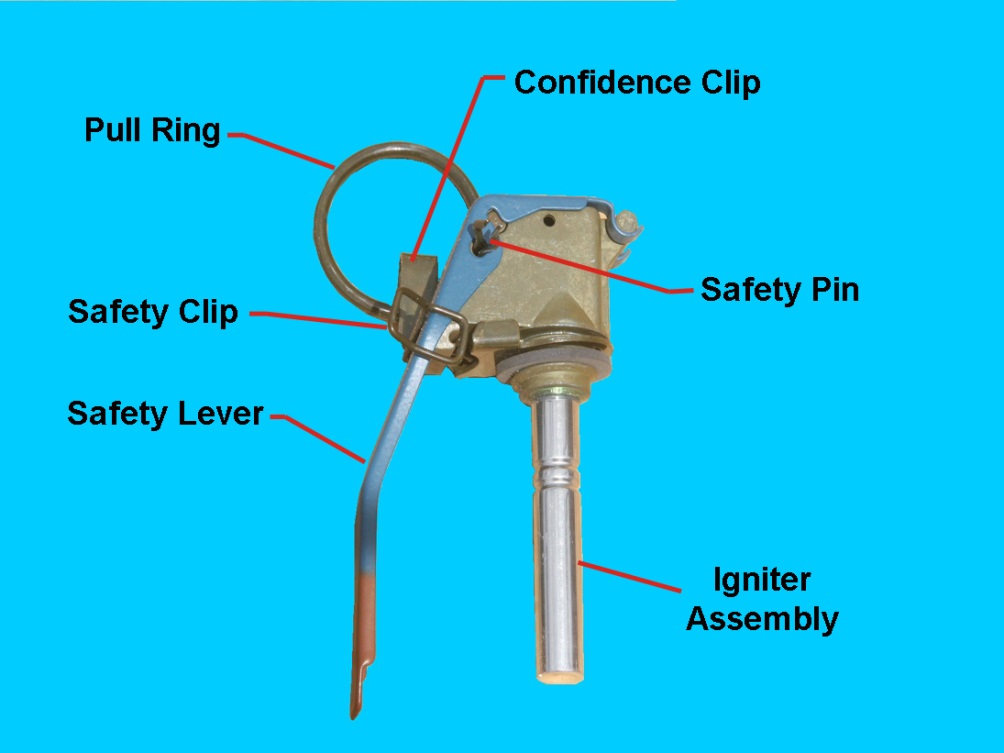 Confidence Clip
Pull Ring
Safety Pin
Safety Clip
Safety Lever
Igniter
Assembly